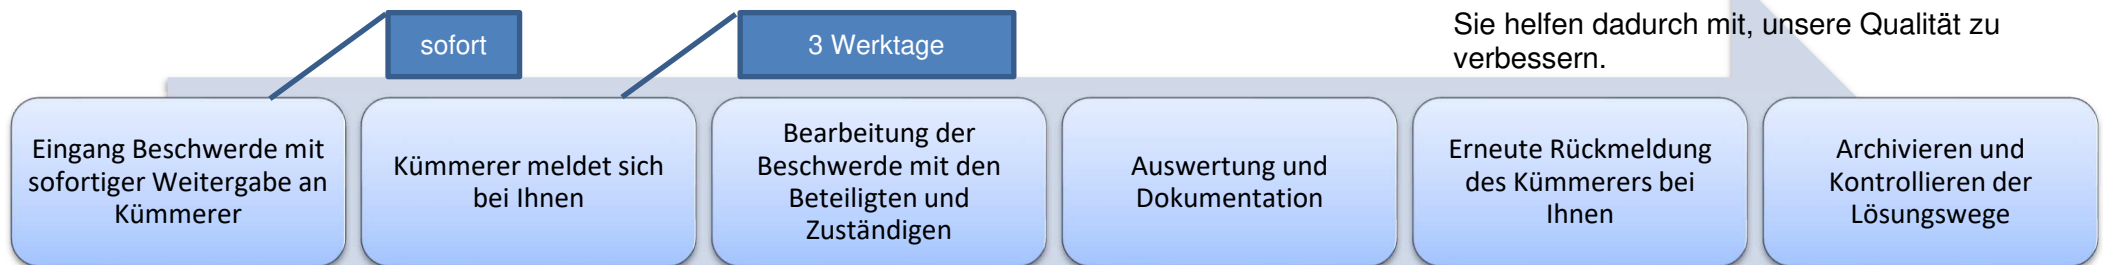 sofort
3 Werktage
Sie helfen dadurch mit, unsere Qualität zu
verbessern.
Eingang Beschwerde mit
sofortiger Weitergabe an
Kümmerer
Kümmerer meldet sich
bei Ihnen
Bearbeitung der
Beschwerde mit den
Beteiligten und
Zuständigen
Auswertung und
Dokumentation
Erneute Rückmeldung
des Kümmerers bei
Ihnen
Archivieren und
Kontrollieren der
Lösungswege